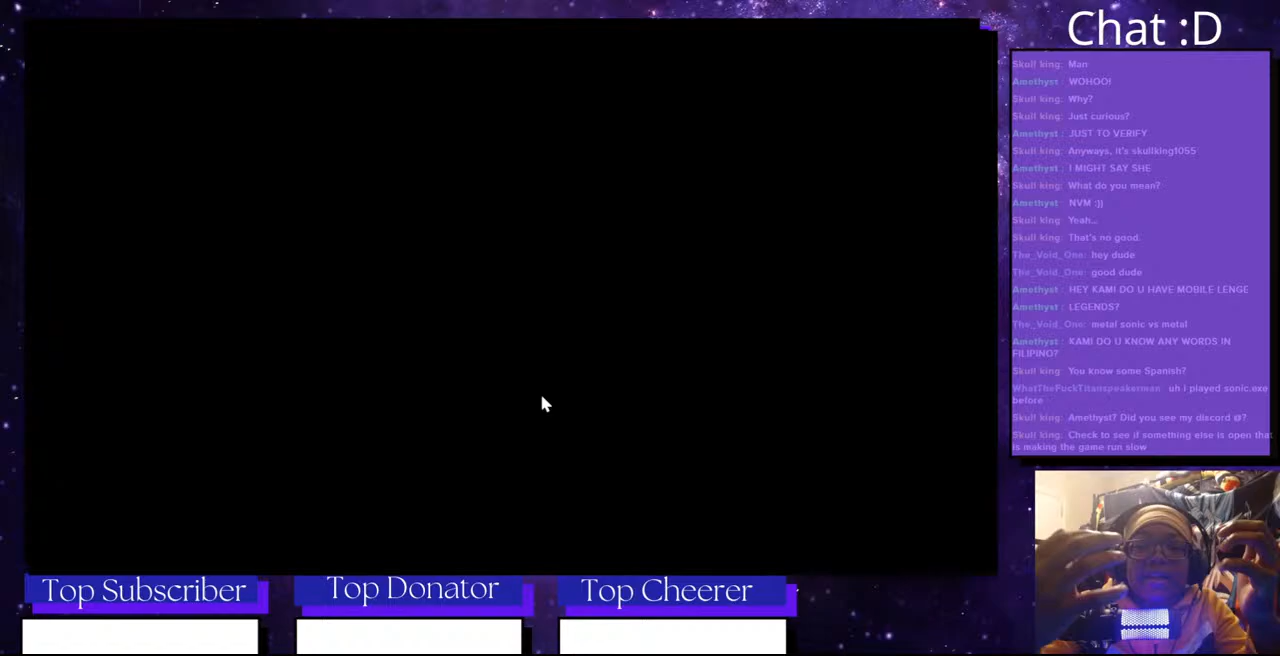 Chat :D
Skull king: Man
Amethyst : WOHOO!
Skull king: Why?
Skull king: Just curious?
Amethyst : JUST TO VERIFY
Skull king: Anyways, it's skullking1055
Amethyst : I MIGHT SAY SHE
Skull king: What do you mean?
Amethyst : NVM :))
Skull king: Yeah...
Skull king: That's no good.
The_Void_One: hey dude
The_Void_One: good dude
Amethyst : HEY KAMI DO U HAVE MOBILE LENGE
Amethyst : LEGENDS?
The_Void_One: metal sonic vs metal
Amethyst : KAMI DO U KNOW ANY WORDS IN
FILIPINO?
Skull king: You know some Spanish?
WhatTheFuckTitanspeakerman: uh i played sonic.exe
before
Skull king: Amethyst? Did you see my discord @?
Skull king: Check to see if something else is open that
is making the game run slow
Top Subscriber
Top Donator
Top Cheerer